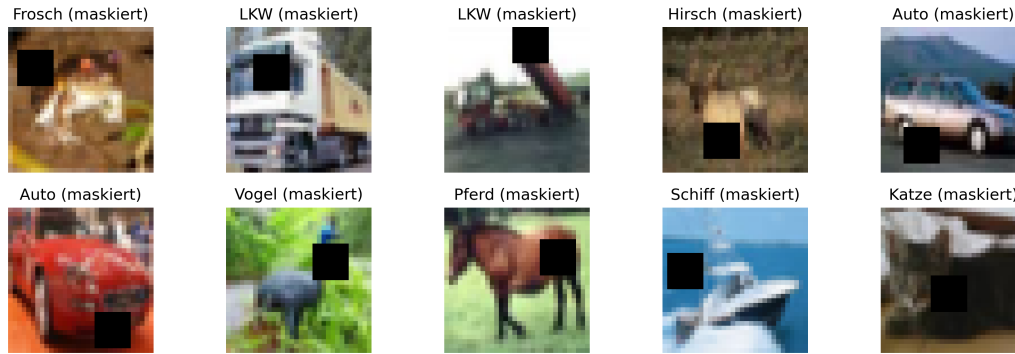 Frosch (maskiert)
LKW (maskiert)
LKW (maskiert)
Hirsch (maskiert)
Auto (maskiert)
Auto (maskiert)
Vogel (maskiert)
Pferd (maskiert)
Schiff (maskiert)
Katze (maskiert)